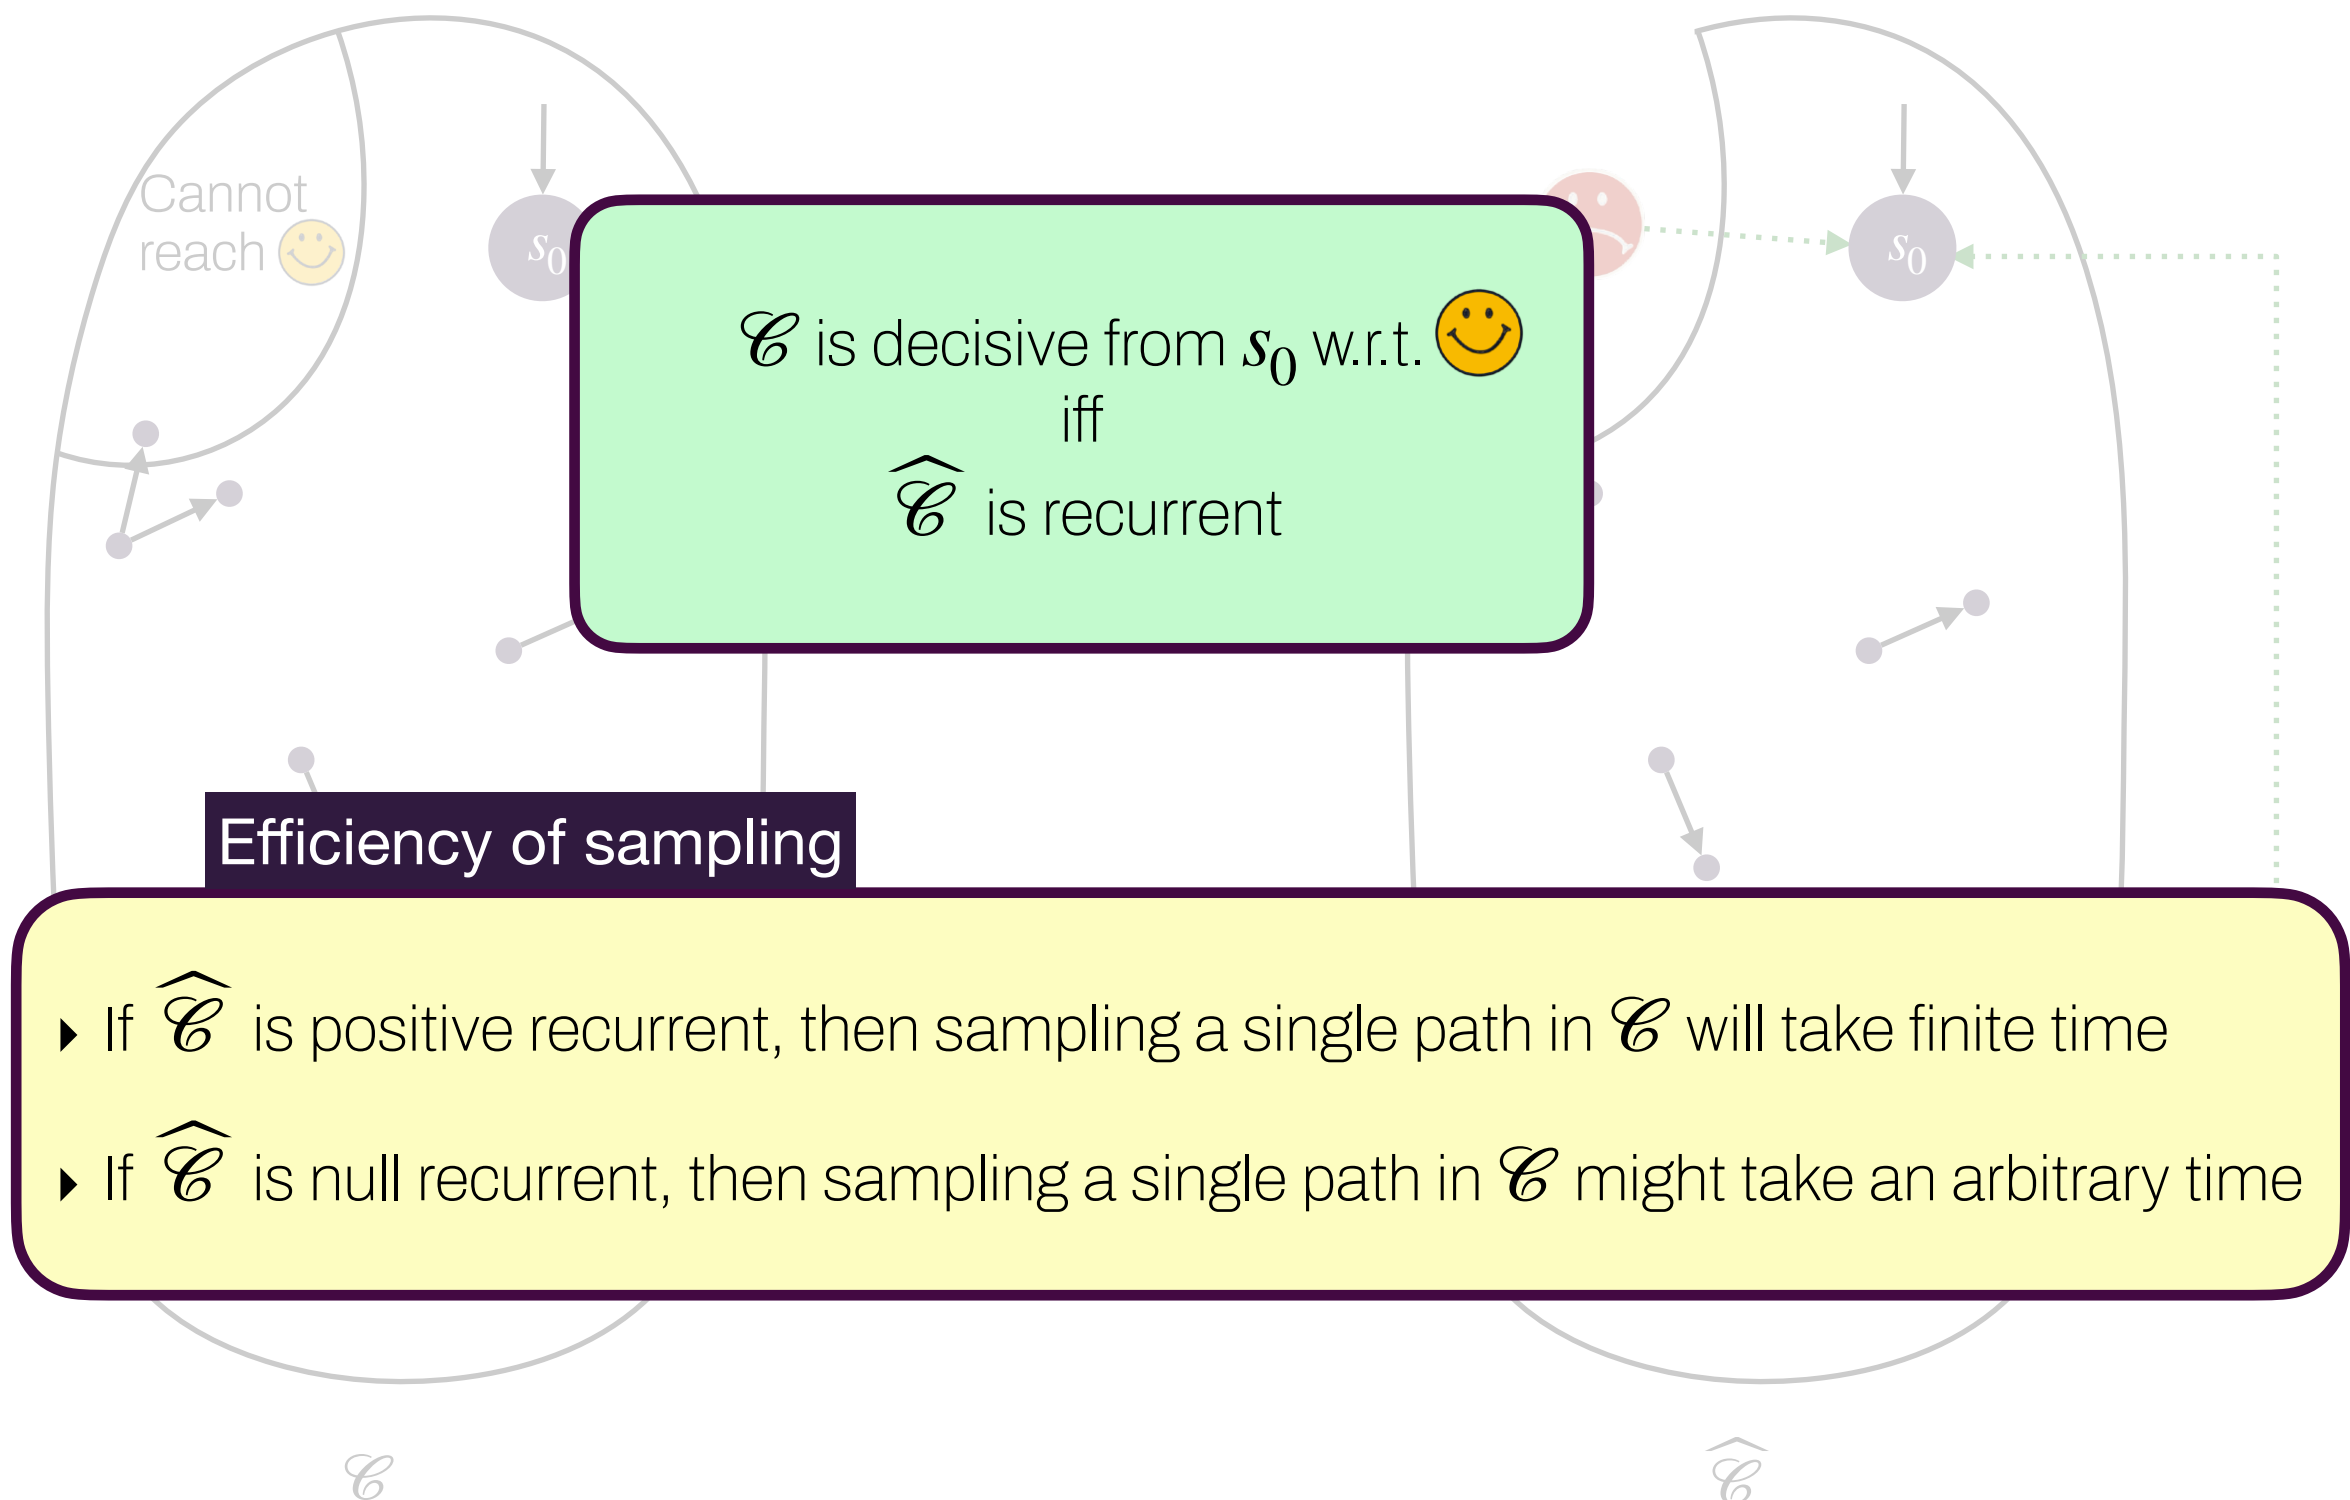 Cannot
reach
s₀
s₀
𝒞 is decisive from s₀ w.r.t.
iff
𝒞̂ is recurrent
Efficiency of sampling
▸ If 𝒞̂ is positive recurrent, then sampling a single path in 𝒞 will take finite time
▸ If 𝒞̂ is null recurrent, then sampling a single path in 𝒞 might take an arbitrary time
𝒞
𝒞̂